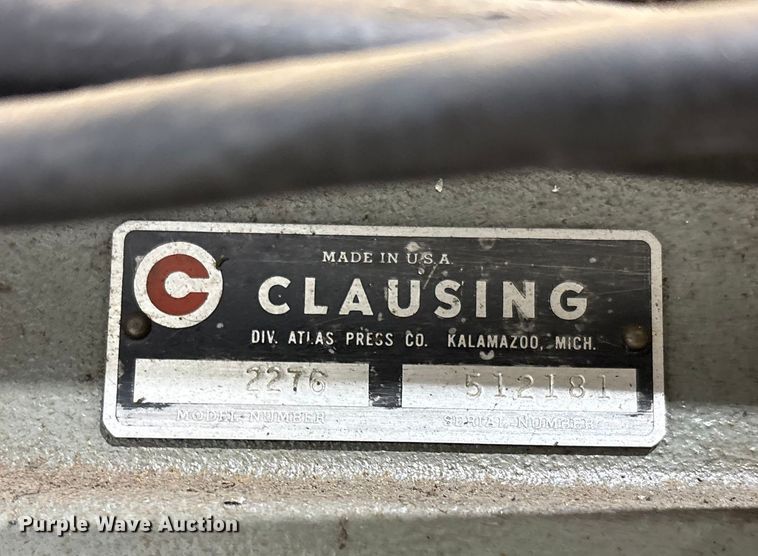 MADE IN U.S.A.
C CLAUSING
DIV. ATLAS PRESS CO. KALAMAZOO, MICH.
2276 512181
MODEL NUMBER SERIAL NUMBER
Purple Wave Auction